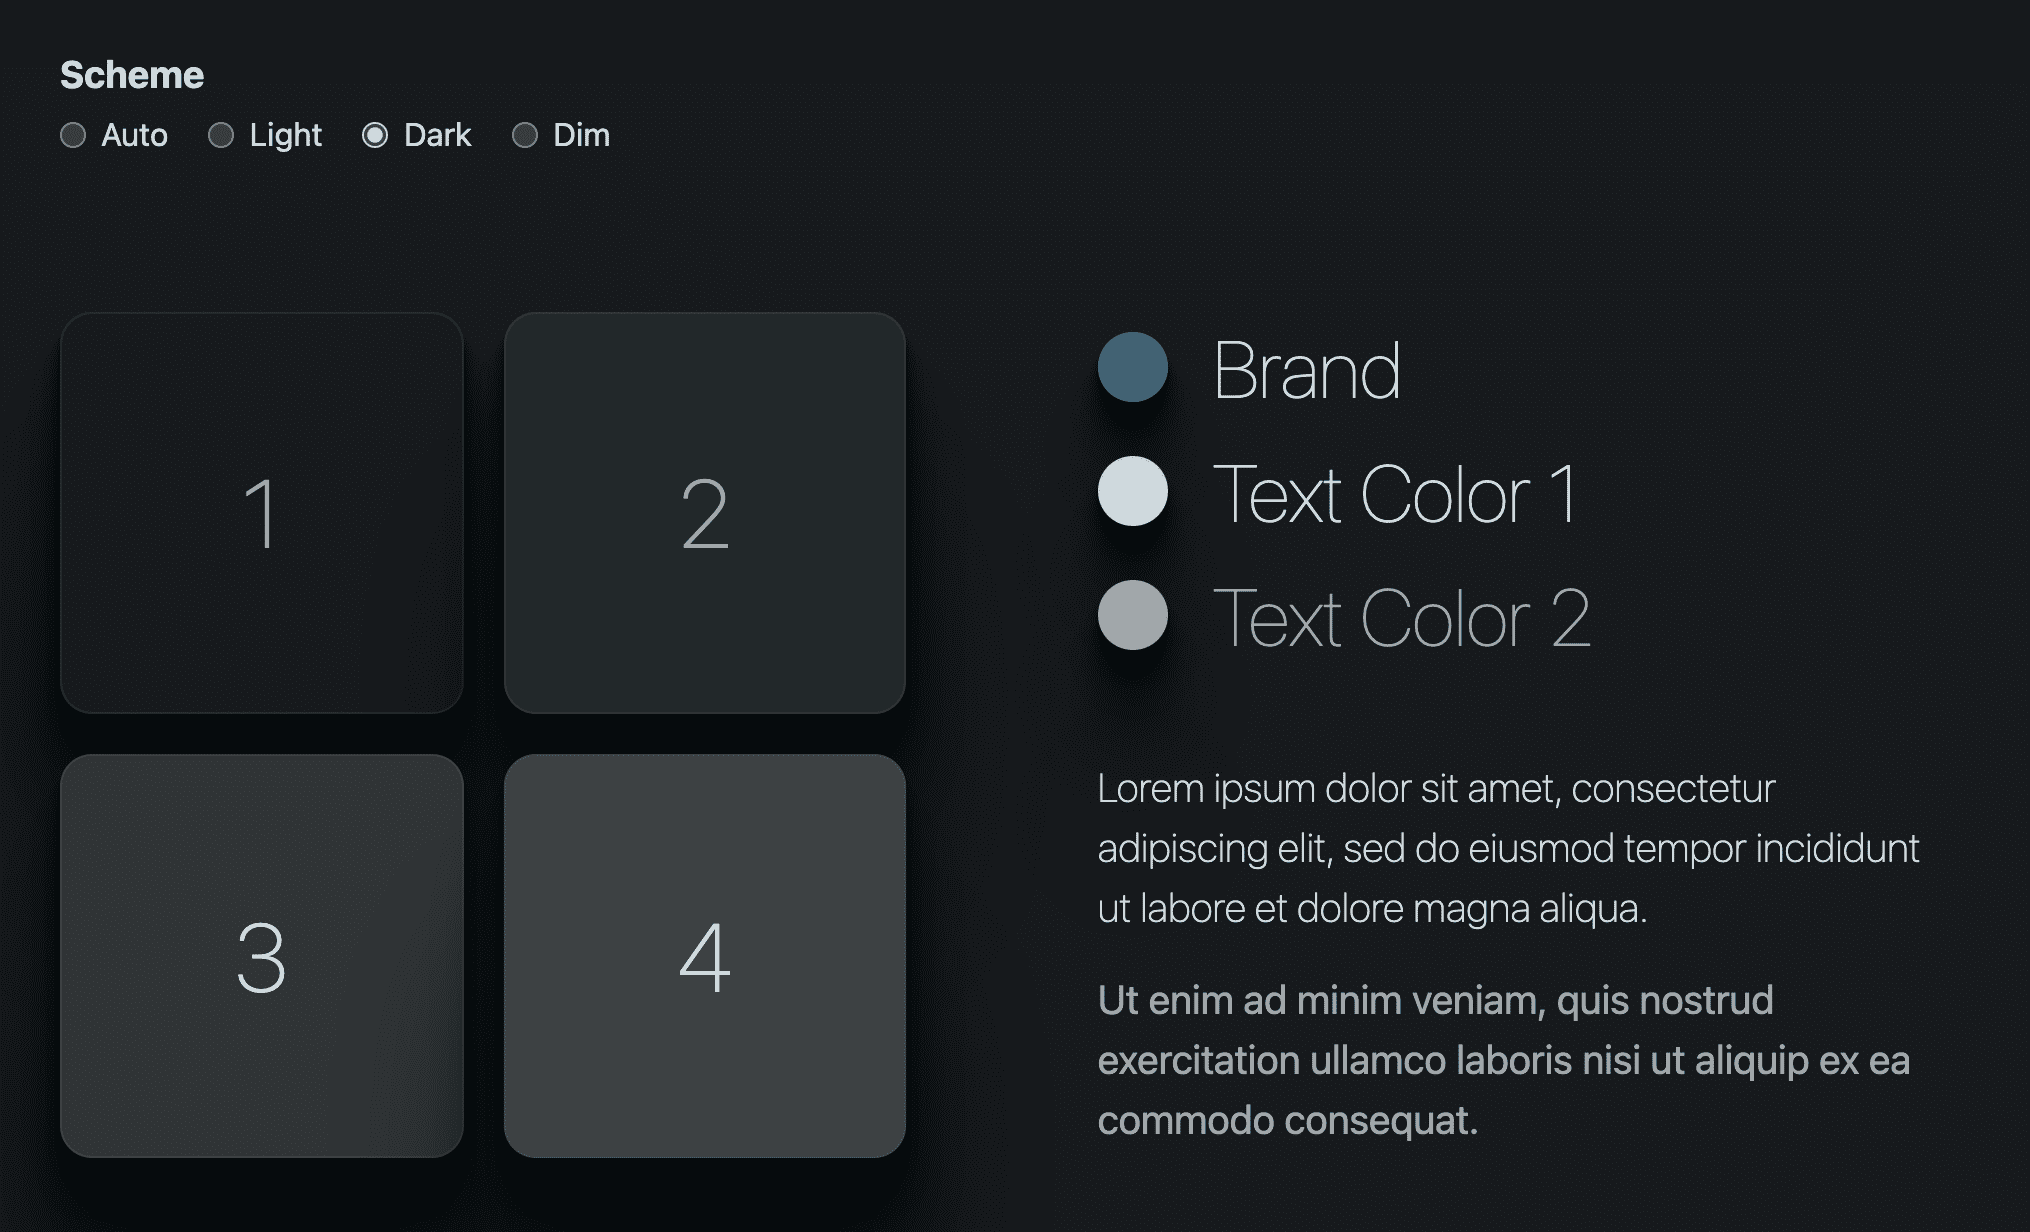 Scheme
Auto Light Dark Dim
1
2
3
4
Brand
Text Color 1
Text Color 2
Lorem ipsum dolor sit amet, consectetur
adipiscing elit, sed do eiusmod tempor incididunt
ut labore et dolore magna aliqua.
Ut enim ad minim veniam, quis nostrud
exercitation ullamco laboris nisi ut aliquip ex ea
commodo consequat.